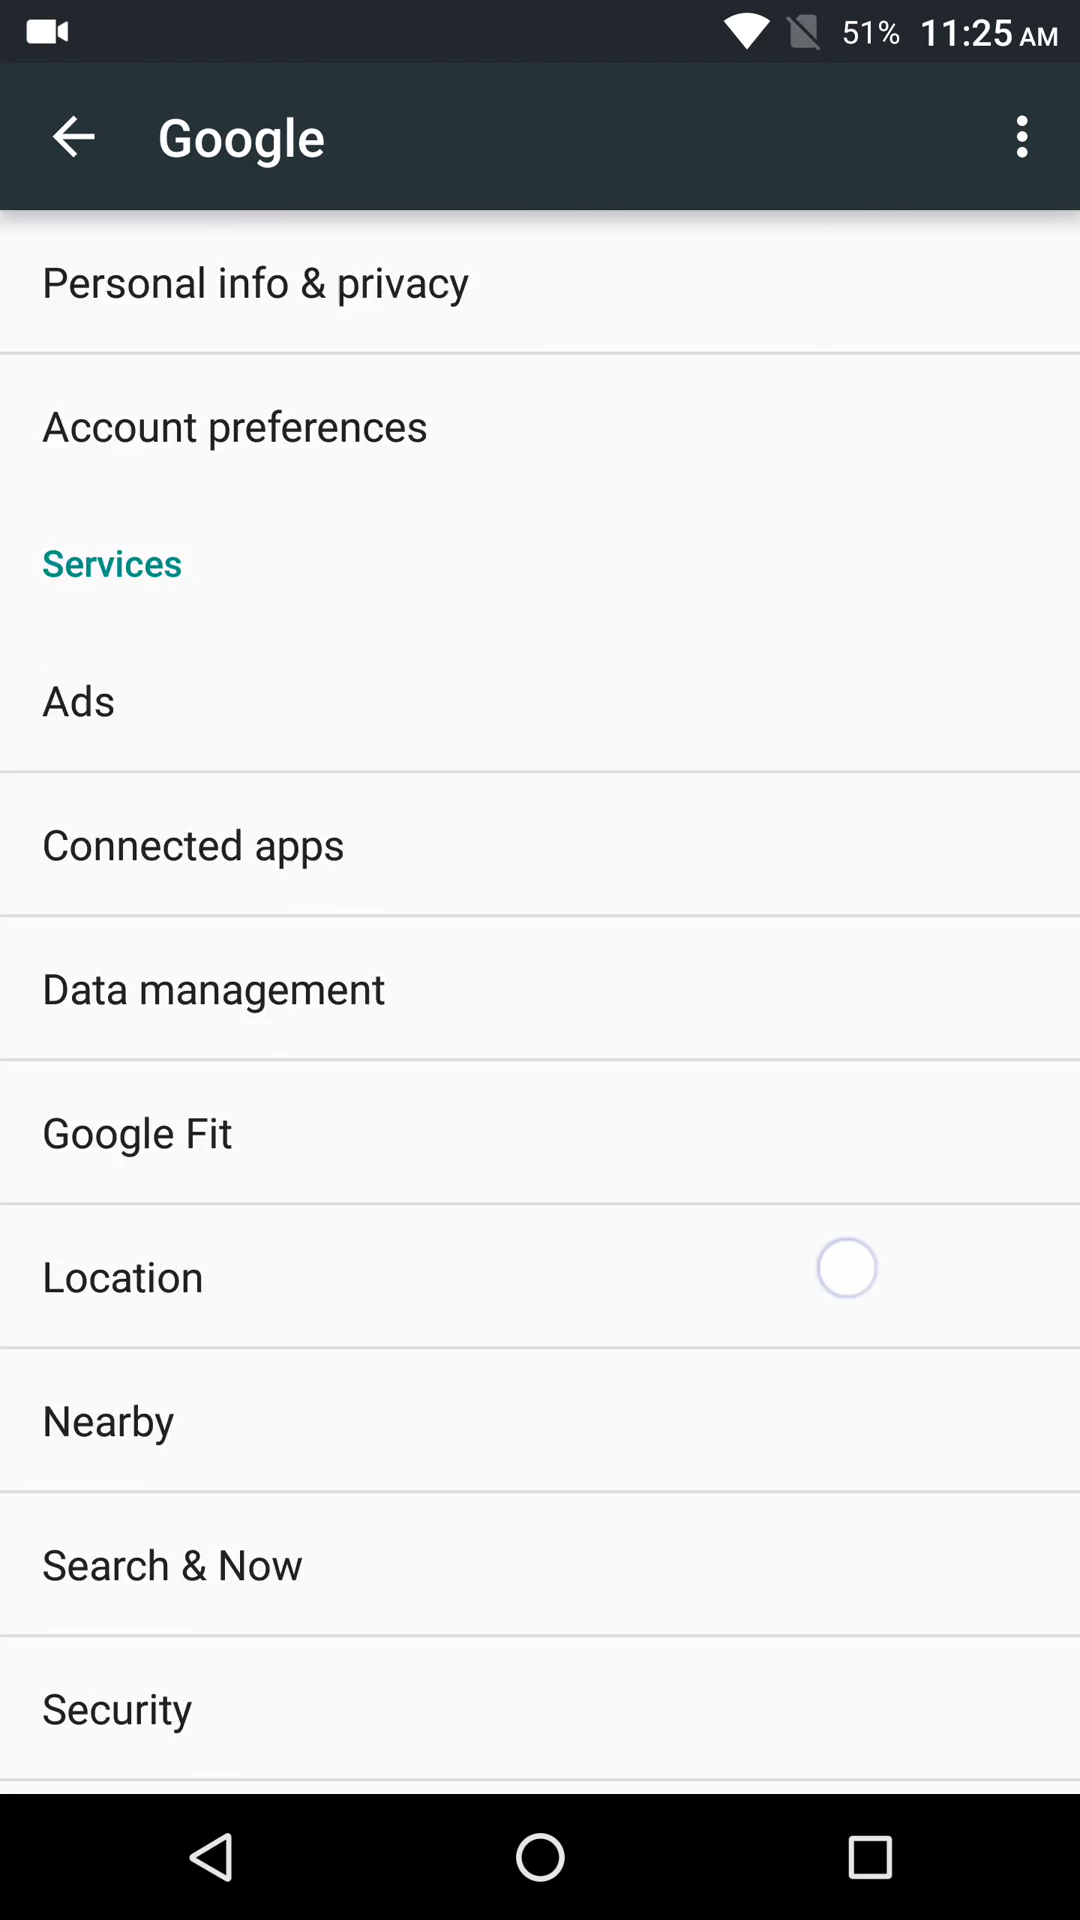 51% 11:25 AM
Google
Personal info & privacy
Account preferences
Services
Ads
Connected apps
Data management
Google Fit
Location
Nearby
Search & Now
Security